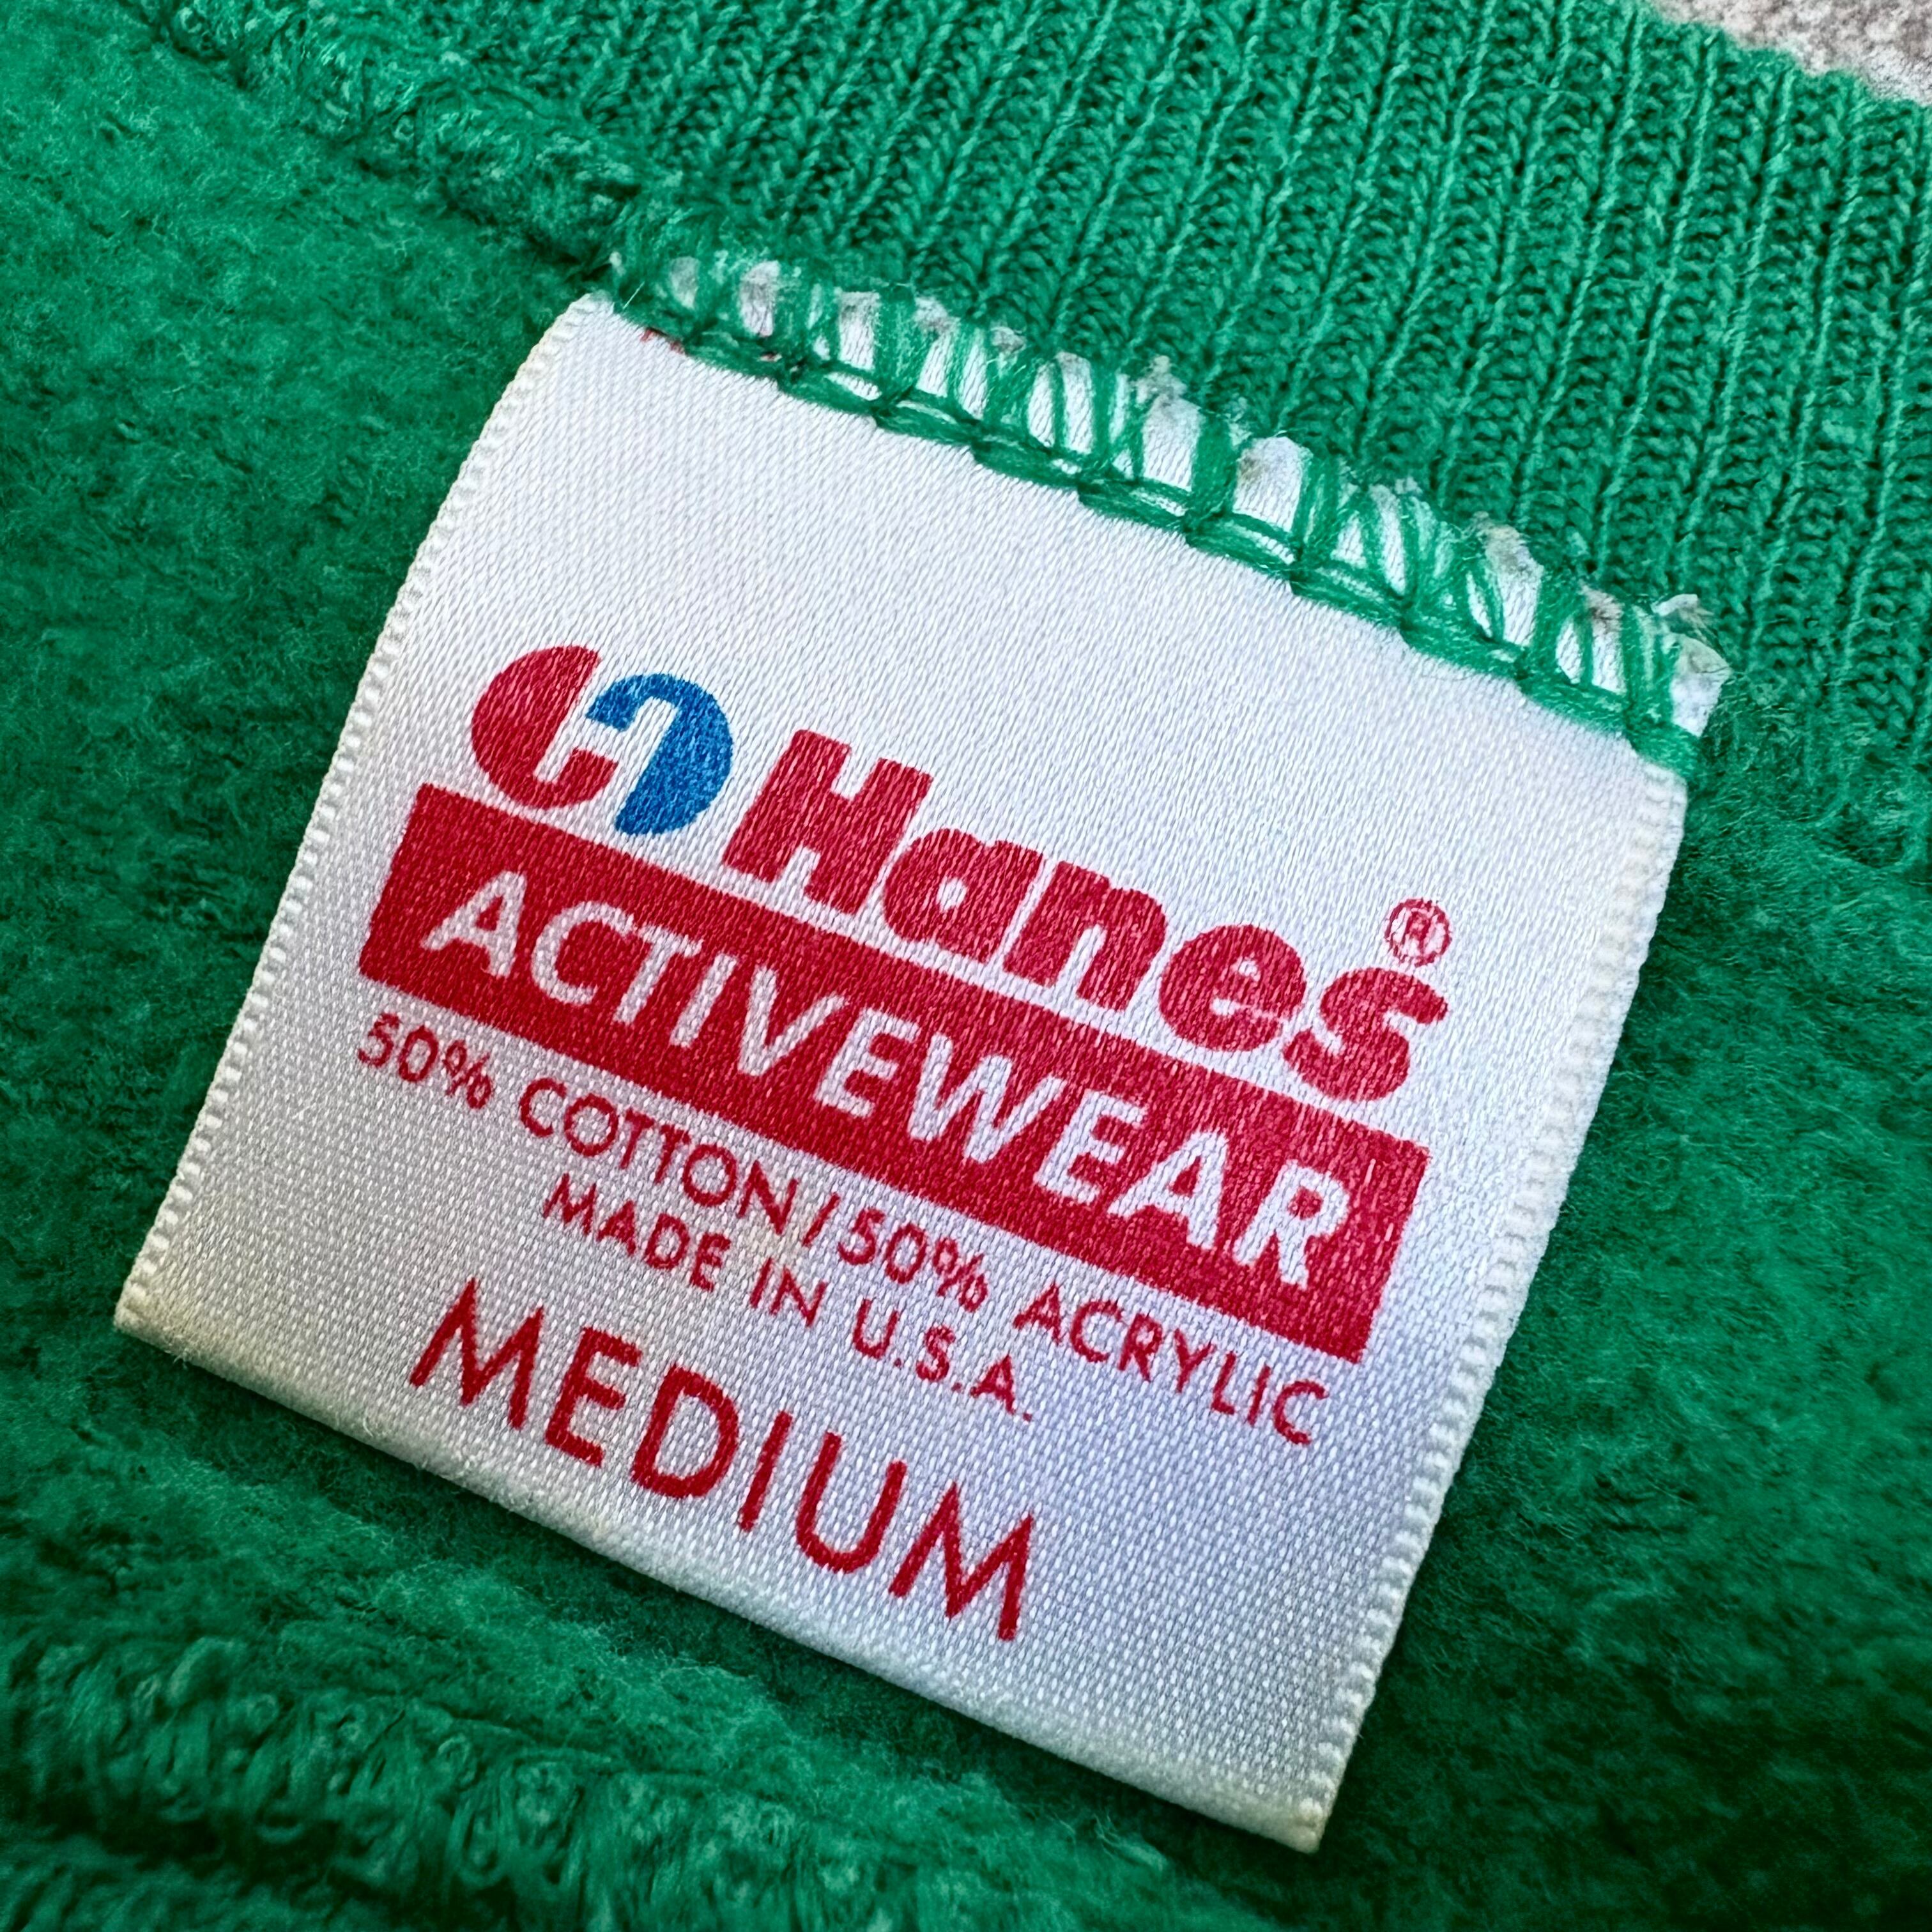 Hanes®
ACTIVEWEAR
50% COTTON/50% ACRYLIC
MADE IN U.S.A.
MEDIUM